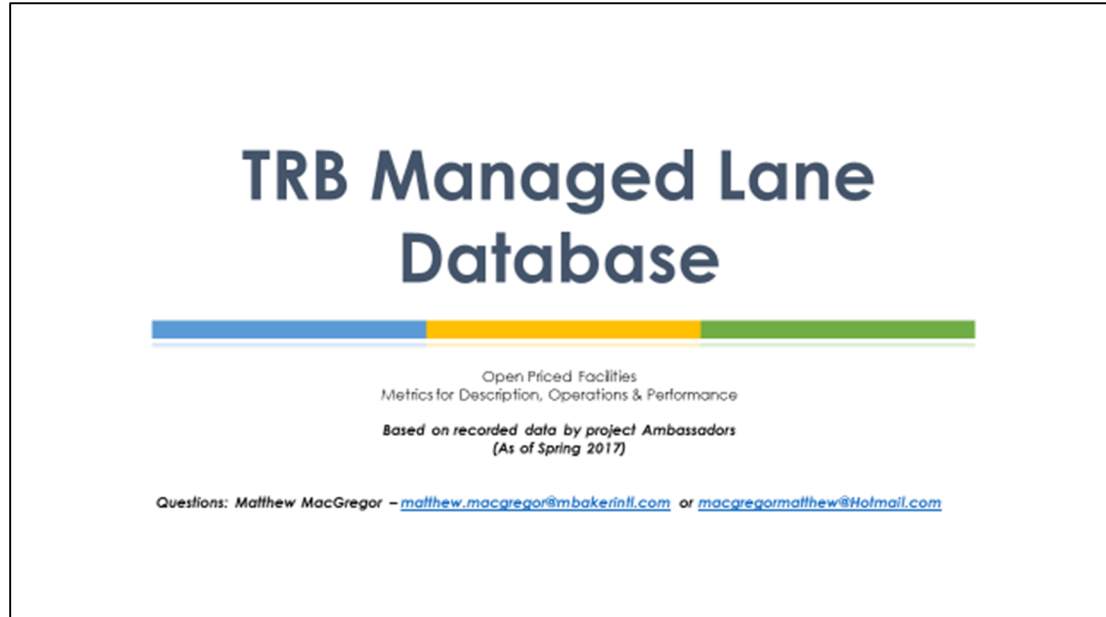 TRB Managed Lane
Database
Open Priced Facilities
Metrics for Description, Operations & Performance
Based on recorded data by project Ambassadors
(As of Spring 2017)
Questions: Matthew MacGregor – matthew.macgregor@mbakerintl.com or macgregormatthew@Hotmail.com